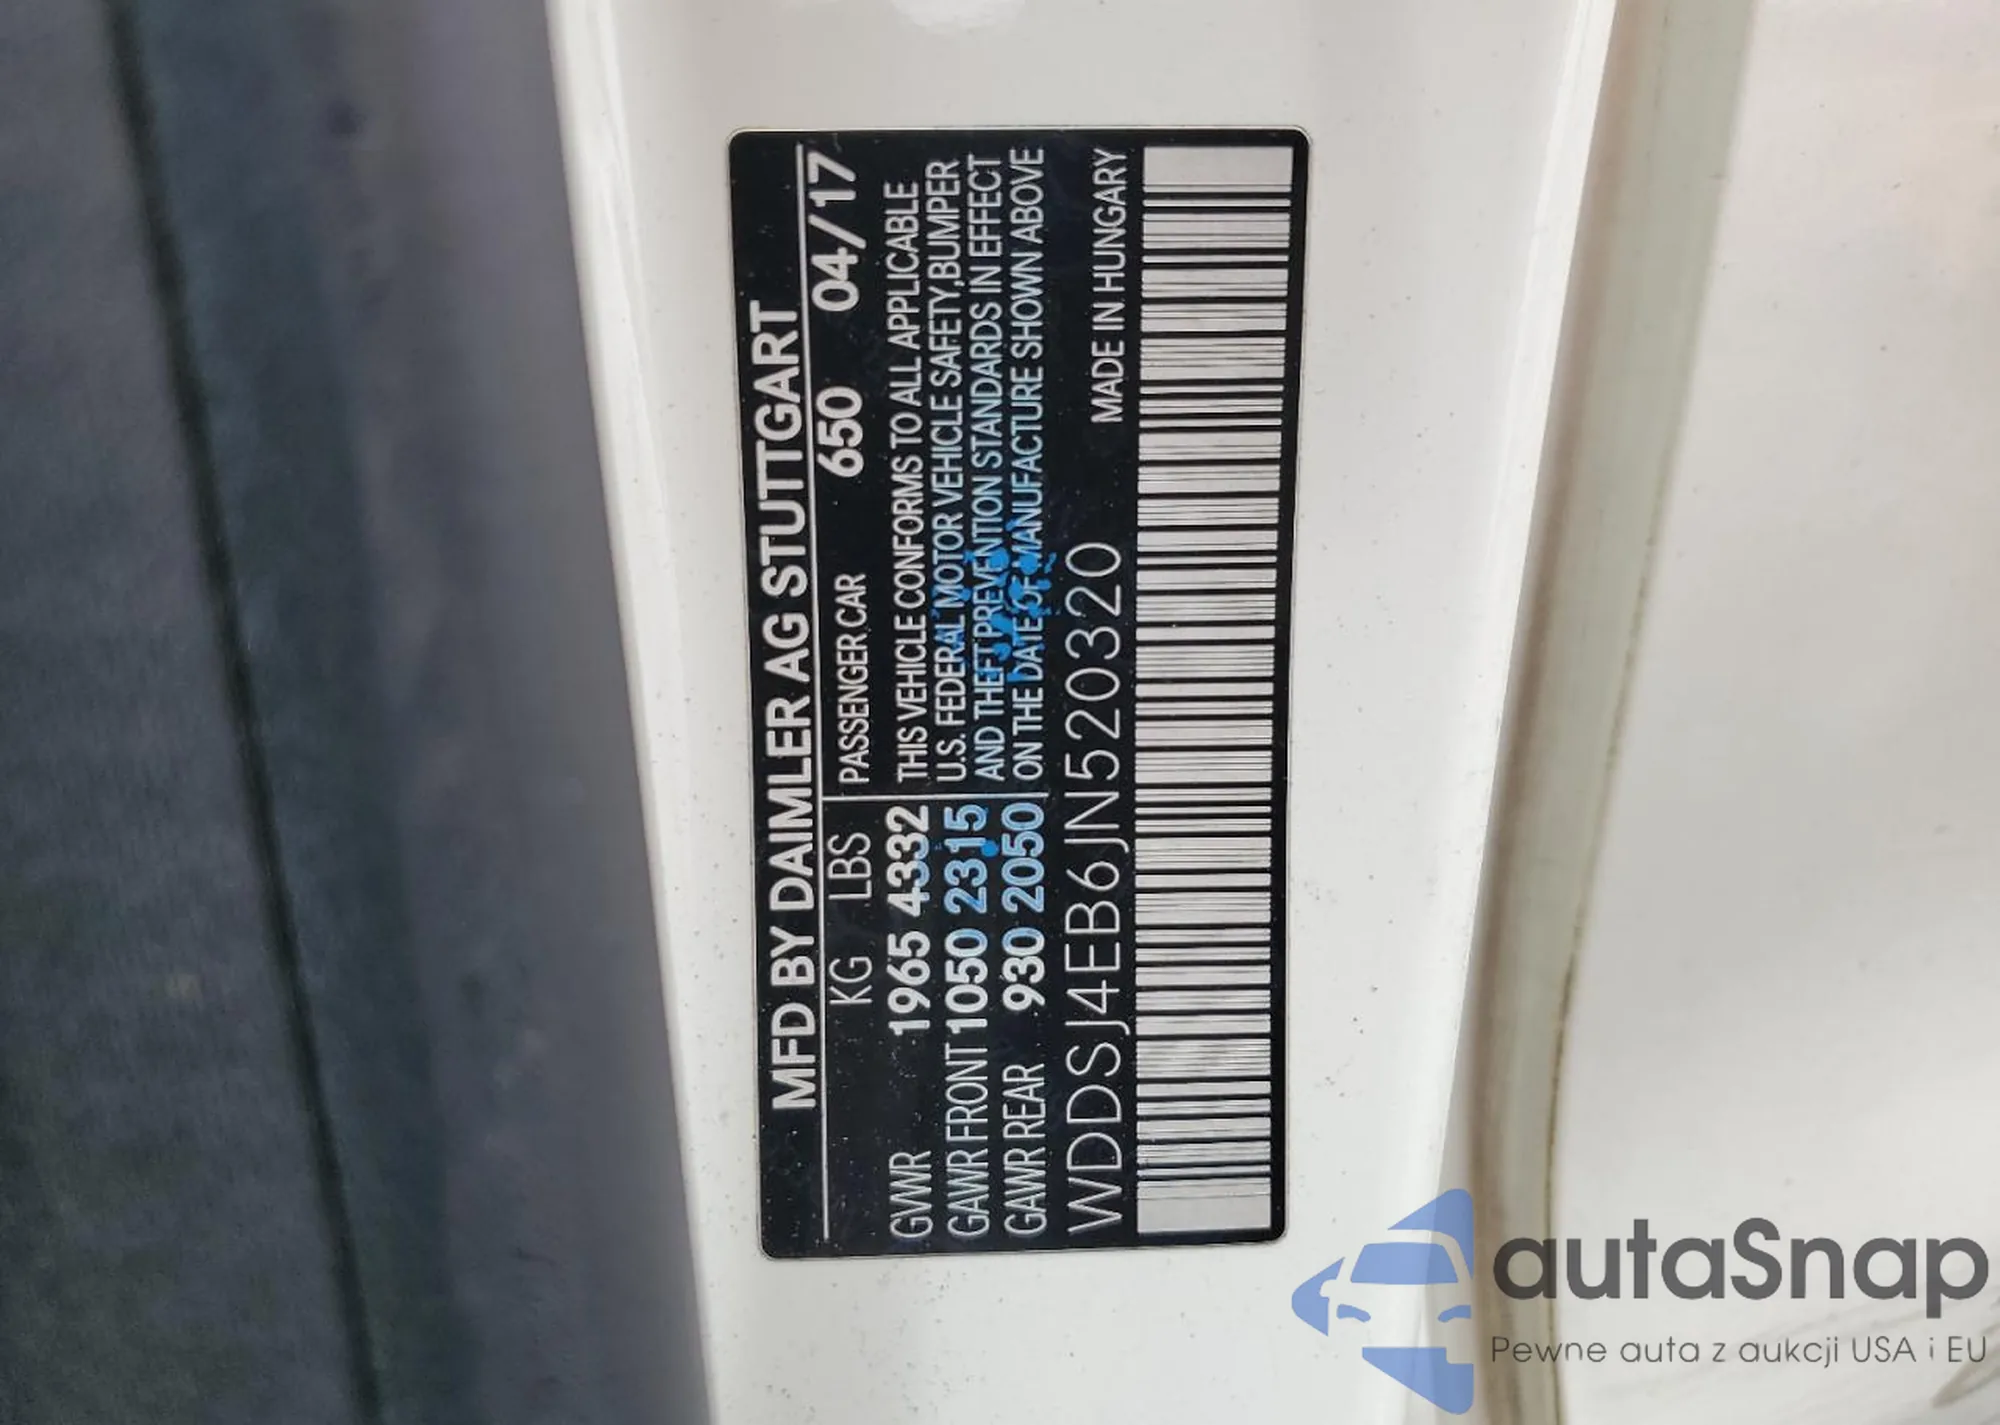 MFD BY DAIMLER AG STUTTGART
KG LBS PASSENGER CAR 650 04/17
GVWR 1965 4332 THIS VEHICLE CONFORMS TO ALL APPLICABLE
U.S. FEDERAL MOTOR VEHICLE SAFETY,BUMPER
GAWR FRONT 1050 2315 AND THEFT PREVENTION STANDARDS IN EFFECT
GAWR REAR 930 2050 ON THE DATE OF MANUFACTURE SHOWN ABOVE
WDDSJ4EB6JN520320 MADE IN HUNGARY
autaSnap
Pewne auta z aukcji USA i EU